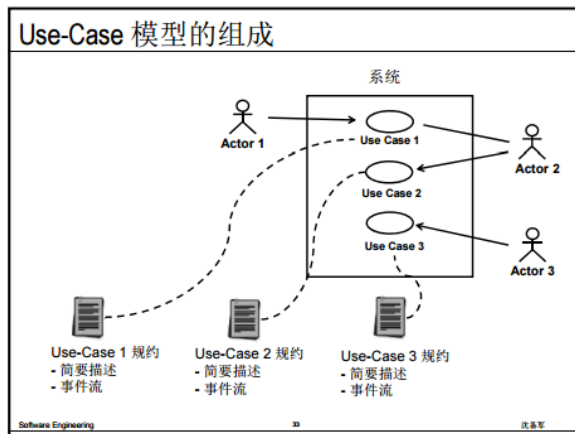 Use-Case 模型的组成
系统
Actor 1
Use Case 1
Actor 2
Use Case 2
Use Case 3
Actor 3
Use-Case 1 规约
- 简要描述
- 事件流
Use-Case 2 规约
- 简要描述
- 事件流
Use-Case 3 规约
- 简要描述
- 事件流
Software Engineering
33
沈备军